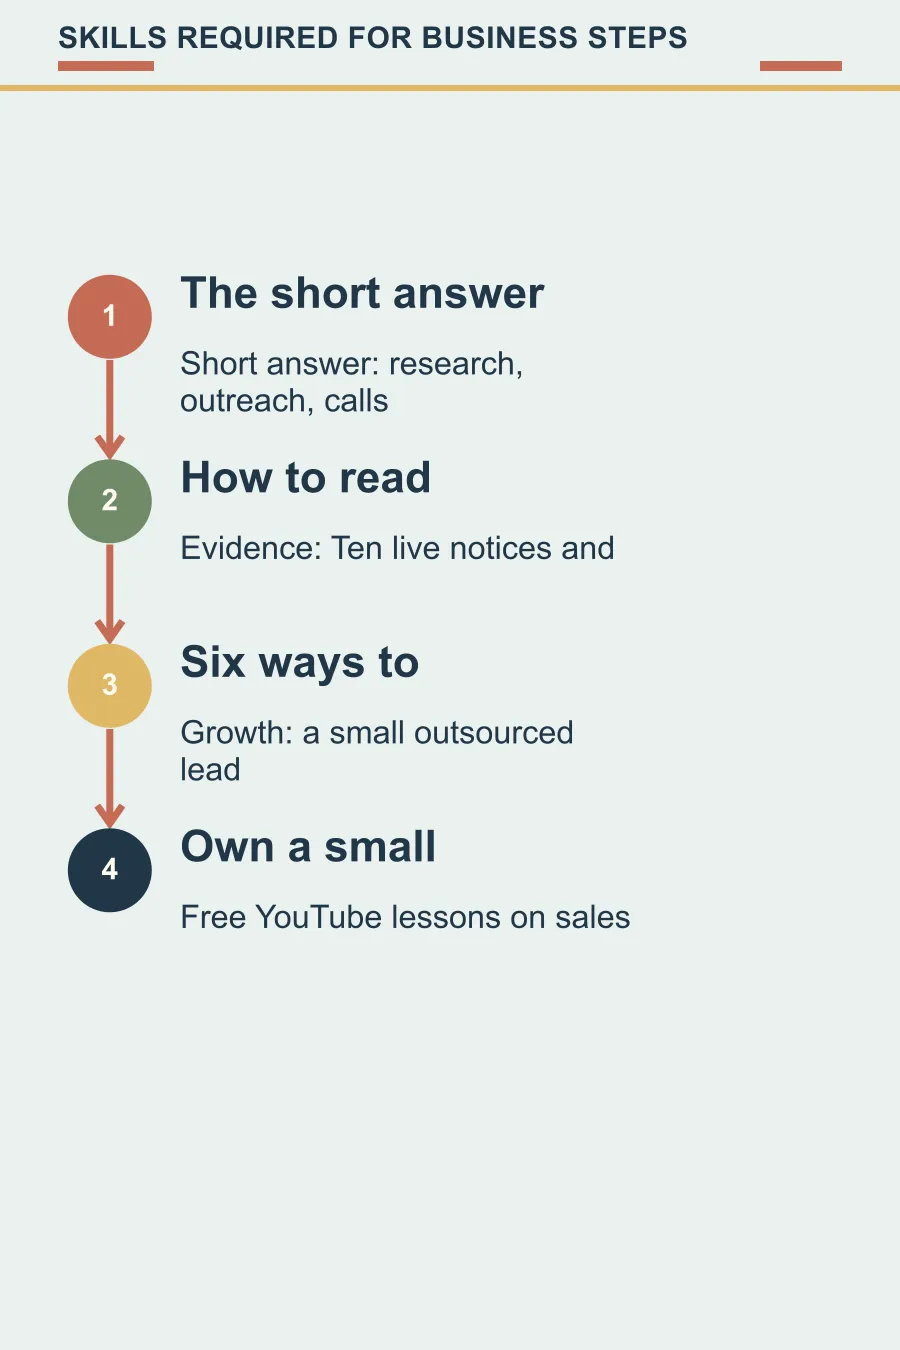 SKILLS REQUIRED FOR BUSINESS STEPS
1
The short answer
Short answer: research,
outreach, calls
2
How to read
Evidence: Ten live notices and
3
Six ways to
Growth: a small outsourced
lead
4
Own a small
Free YouTube lessons on sales